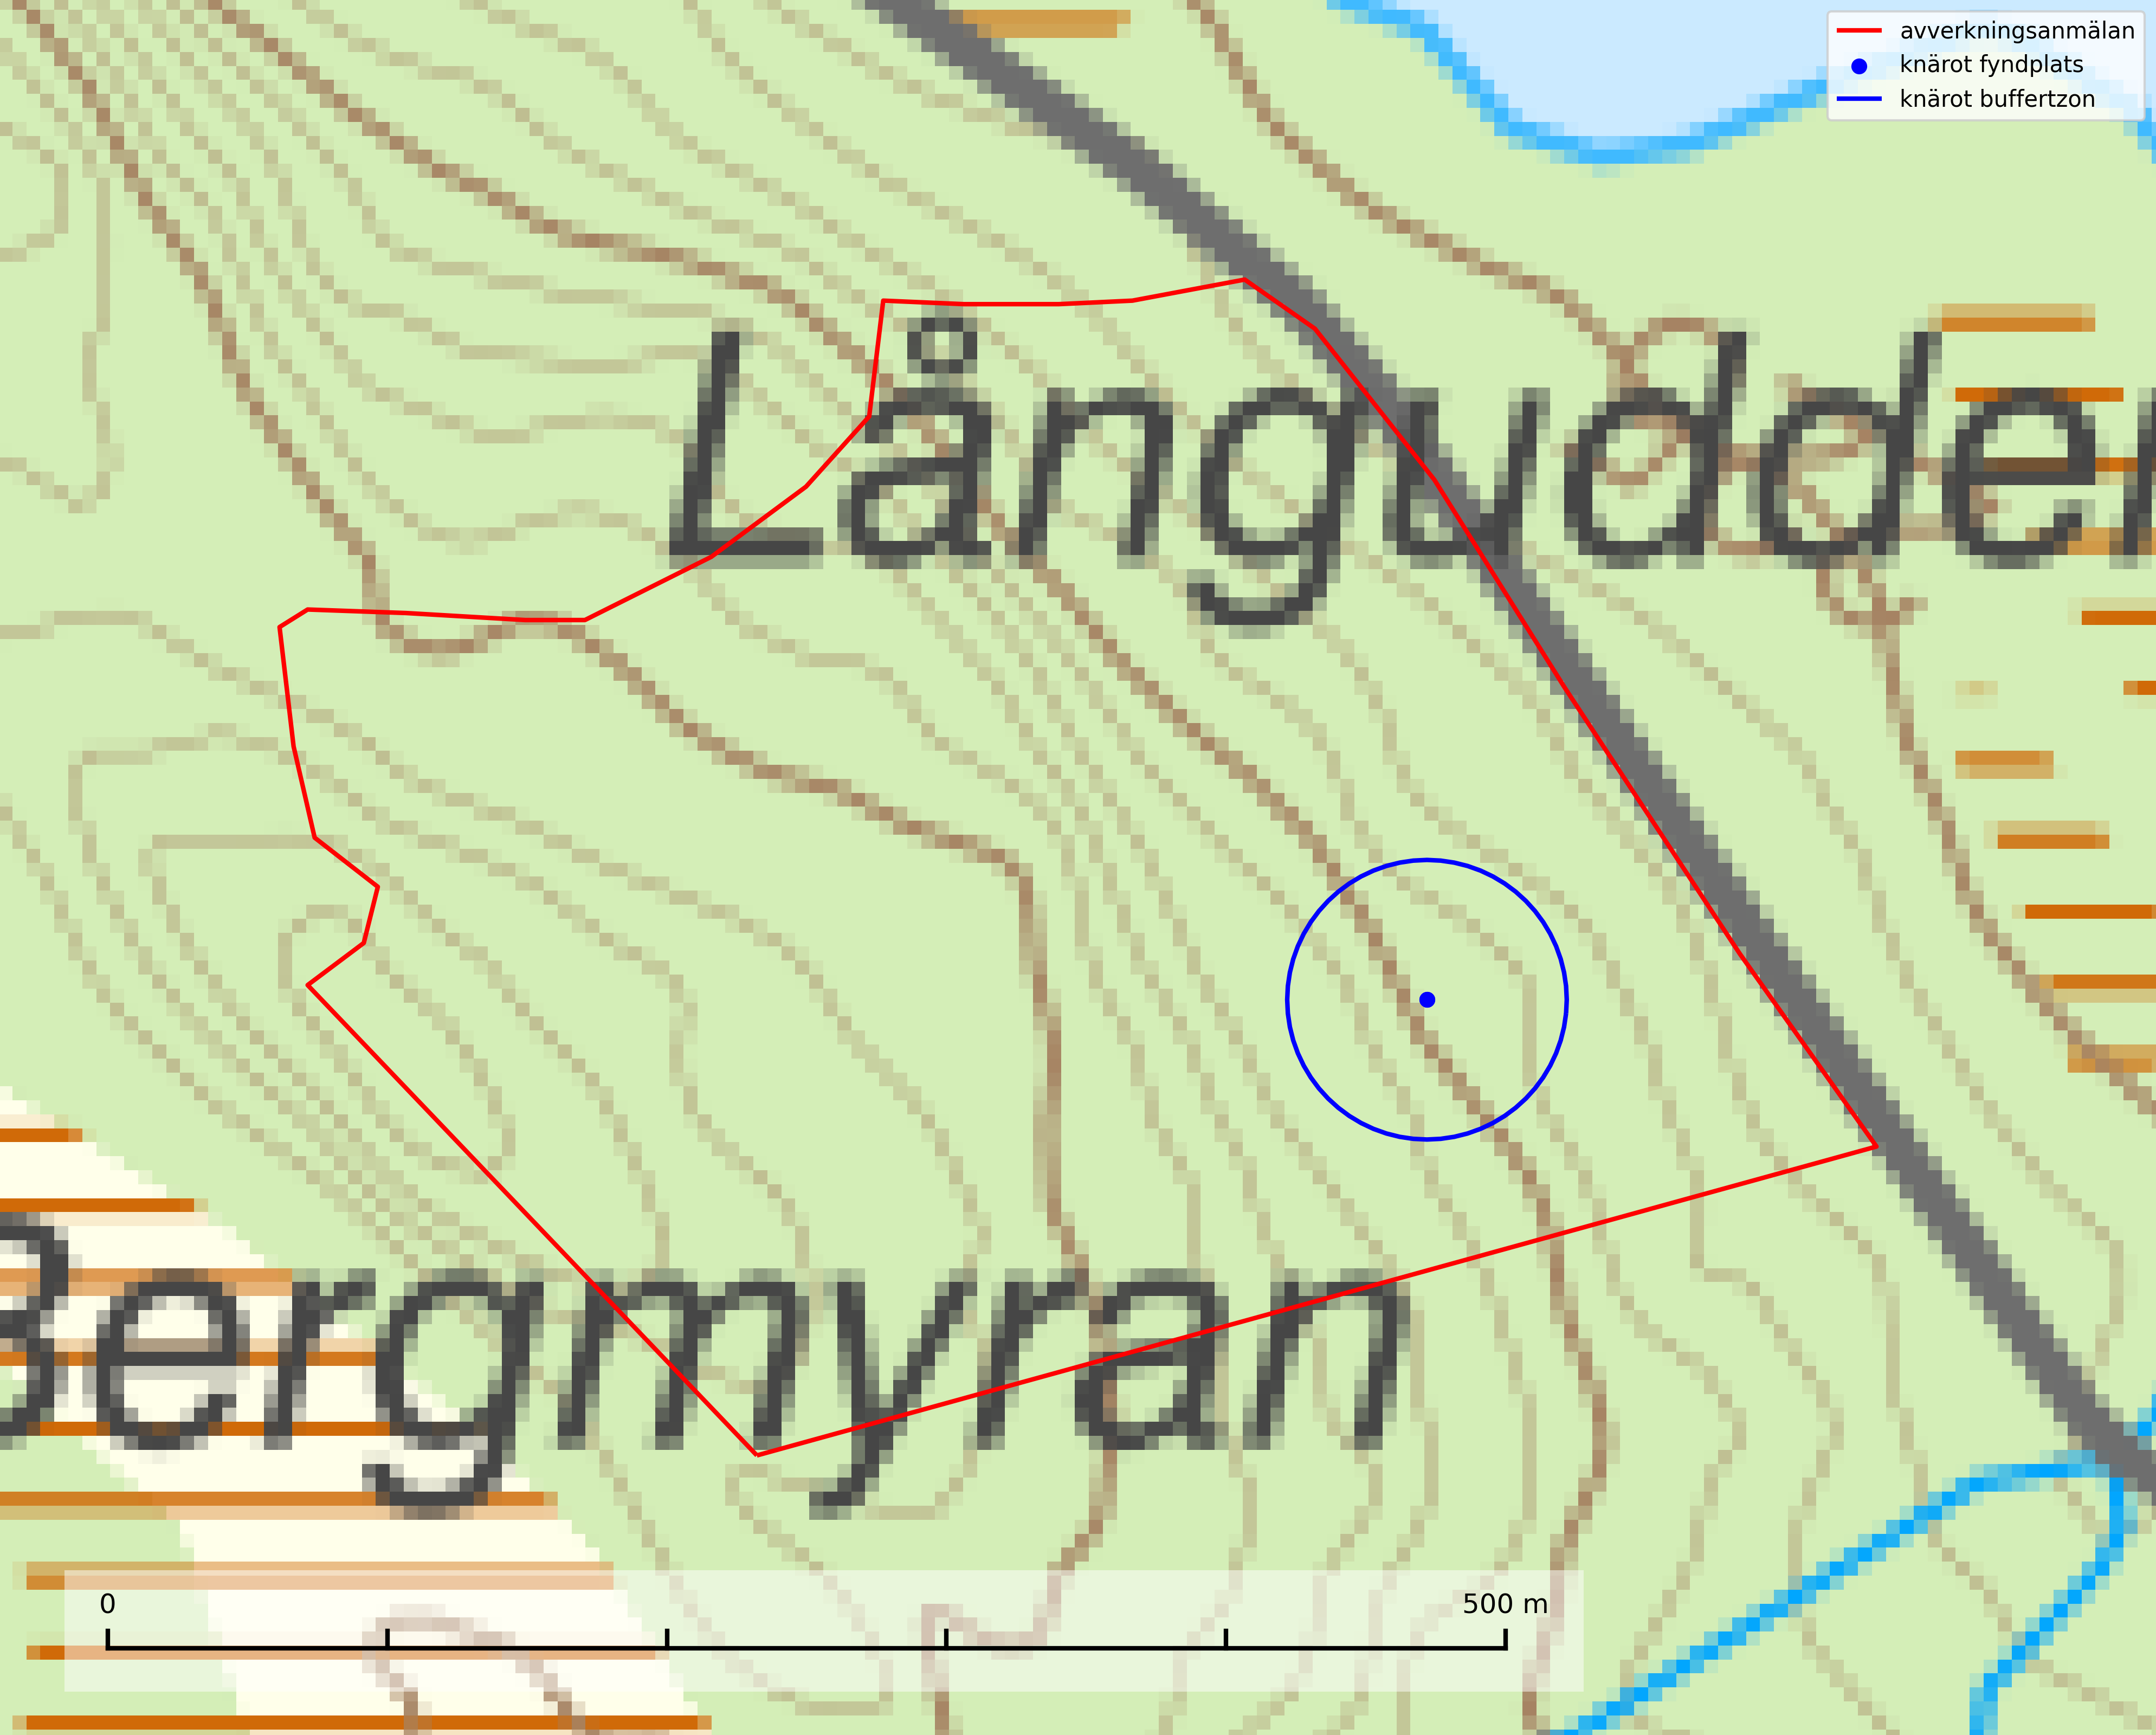 avverkningsanmälan
knärot fyndplats
knärot buffertzon
Långudden
Bergmyran
0 500 m